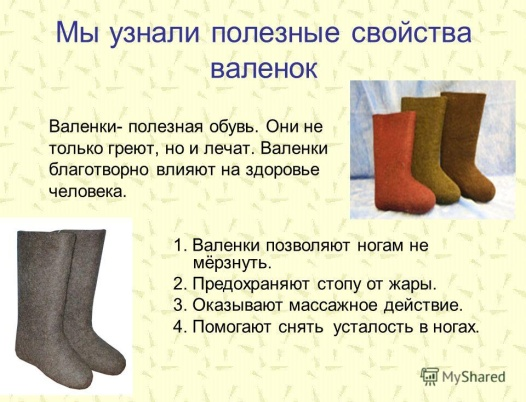 Мы узнали полезные свойства
валенок
Валенки- полезная обувь. Они не
только греют, но и лечат. Валенки
благотворно влияют на здоровье
человека.
1. Валенки позволяют ногам не
мёрзнуть.
2. Предохраняют стопу от жары.
3. Оказывают массажное действие.
4. Помогают снять усталость в ногах.
MyShared